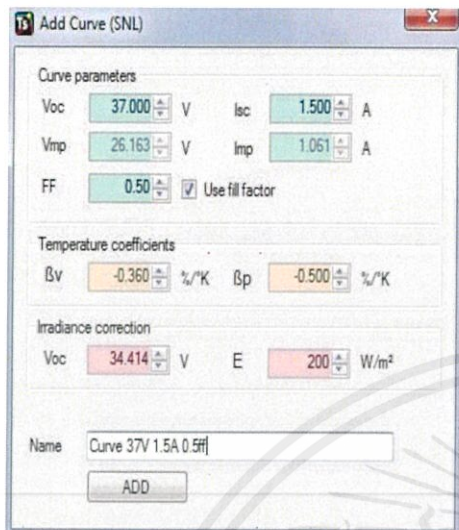 Add Curve (SNL)
Curve parameters
Voc 37.000 V Isc 1.500 A
Vmp 26.163 V Imp 1.061 A
FF 0.50 Use fill factor
Temperature coefficients
ßv -0.360 %/°K ßp -0.500 %/°K
Irradiance correction
Voc 34.414 V E 200 W/m²
Name Curve 37V 1.5A 0.5ff
ADD